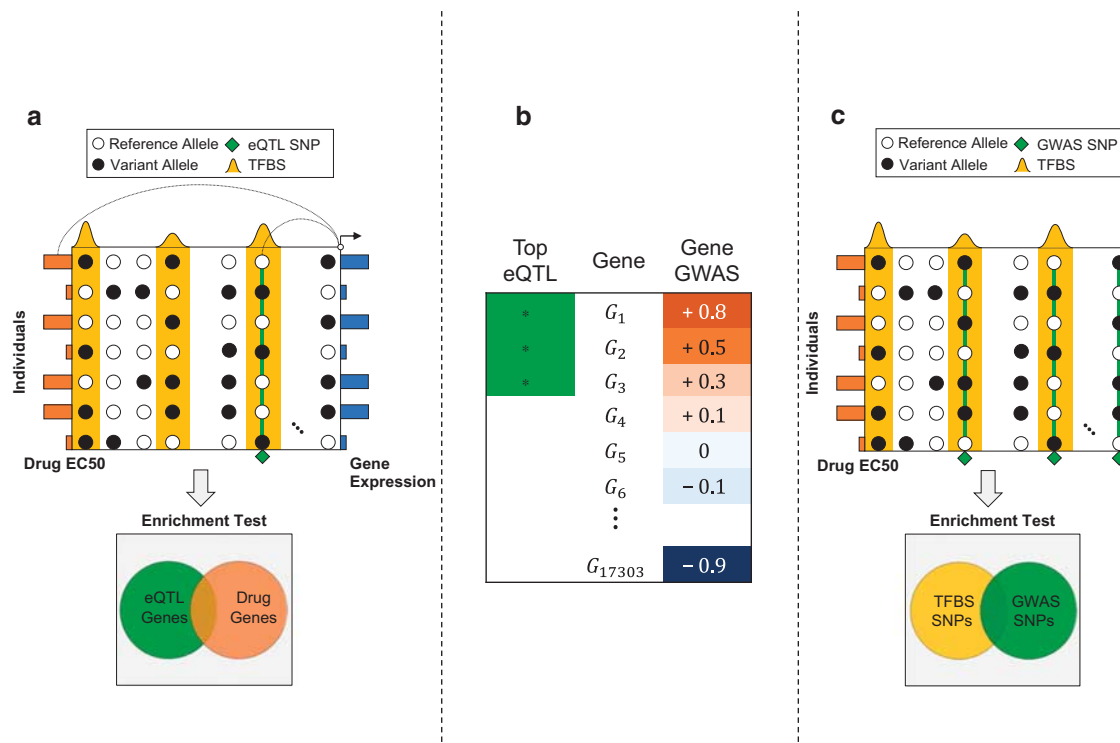 a
Reference Allele
eQTL SNP
Variant Allele
TFBS
Individuals
Drug EC50
Gene
Expression
Enrichment Test
eQTL
Genes
Drug
Genes
b
Top
eQTL
Gene
Gene
GWAS
* G1 + 0.8
* G2 + 0.5
* G3 + 0.3
G4 + 0.1
G5 0
G6 − 0.1
⋮
G17303 − 0.9
c
Reference Allele
GWAS SNP
Variant Allele
TFBS
Individuals
Drug EC50
Enrichment Test
TFBS
SNPs
GWAS
SNPs